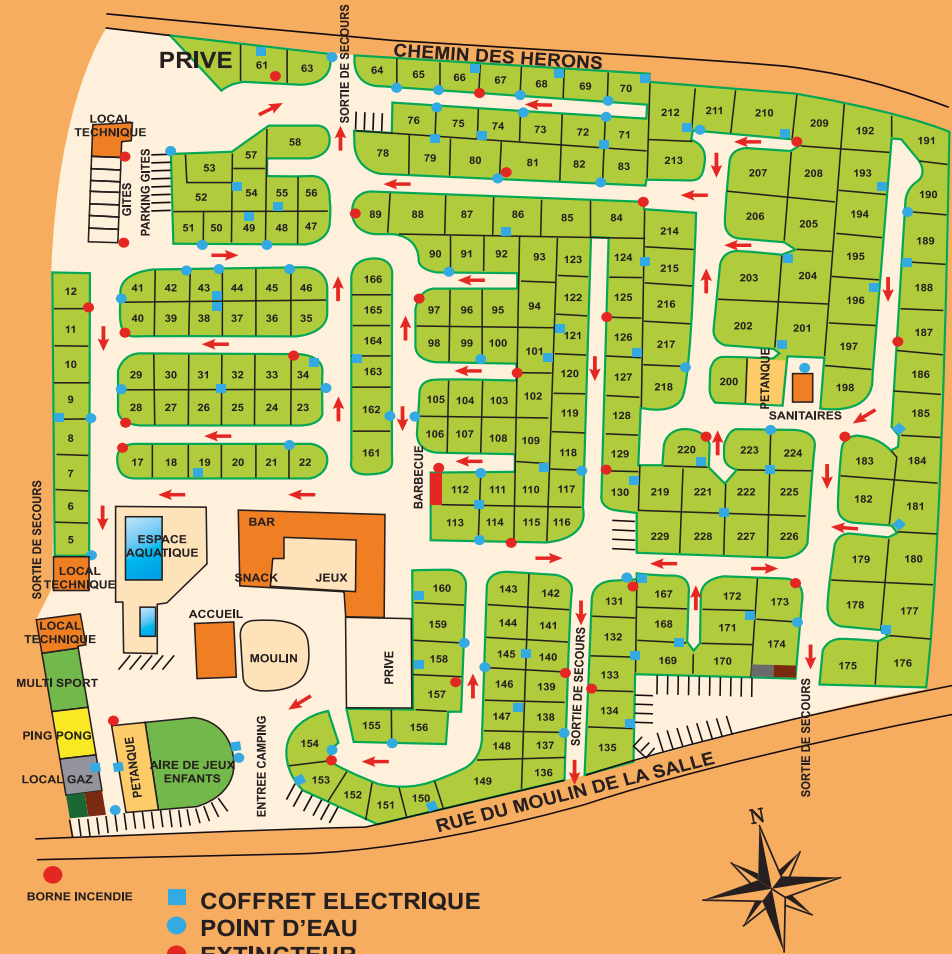 CHEMIN DES HERONS
SORTIE DE SECOURS
PRIVE
61 63
64 65 66 67 68 69 70
212 211 210 209 192 191
76 75 74 73 72 71
78 79 80 81 82 83 213
LOCAL
TECHNIQUE
GITES
PARKING GITES
53 57 58
52 54 55 56
51 50 49 48 47
207 208 193 190
206 205 194
89 88 87 86 85 84 214
90 91 92 93 123 124 215
203 204 195 188
12 41 42 43 44 45 46
166 94 122 125 216 196
11 40 39 38 37 36 35
165 97 96 95
202 201 187
10 164 98 99 100 101 121 126 217 197
29 30 31 32 33 34
163 120 127 218
200 PETANQUE 198 186
SANITAIRES
9 28 27 26 25 24 23
162 105 104 103 102 119 128 185
8 106 107 108 109 118 129
220 223 224 183 184
17 18 19 20 21 22
161
BARBECUE
7 112 111 110 117 130 219 221 222 225 182 181
6 113 114 115 116 229 228 227 226
5
SORTIE DE SECOURS
LOCAL
TECHNIQUE
ESPACE
AQUATIQUE
BAR
SNACK JEUX
179 180
160 143 142 131 167 172 173 178 177
159 144 141 132 168 171 174
158 145 140 133 169 170 175 176
157 146 139 134
155 156 147 138 135
154 148 137
153 152 151 150 149 136
ACCUEIL
MOULIN
PRIVE
LOCAL
TECHNIQUE
MULTI SPORT
PING PONG
LOCAL GAZ
PETANQUE
AIRE DE JEUX
ENFANTS
ENTREE CAMPING
SORTIE DE SECOURS
SORTIE DE SECOURS
RUE DU MOULIN DE LA SALLE
N
BORNE INCENDIE
COFFRET ELECTRIQUE
POINT D'EAU
EXTINCTEUR